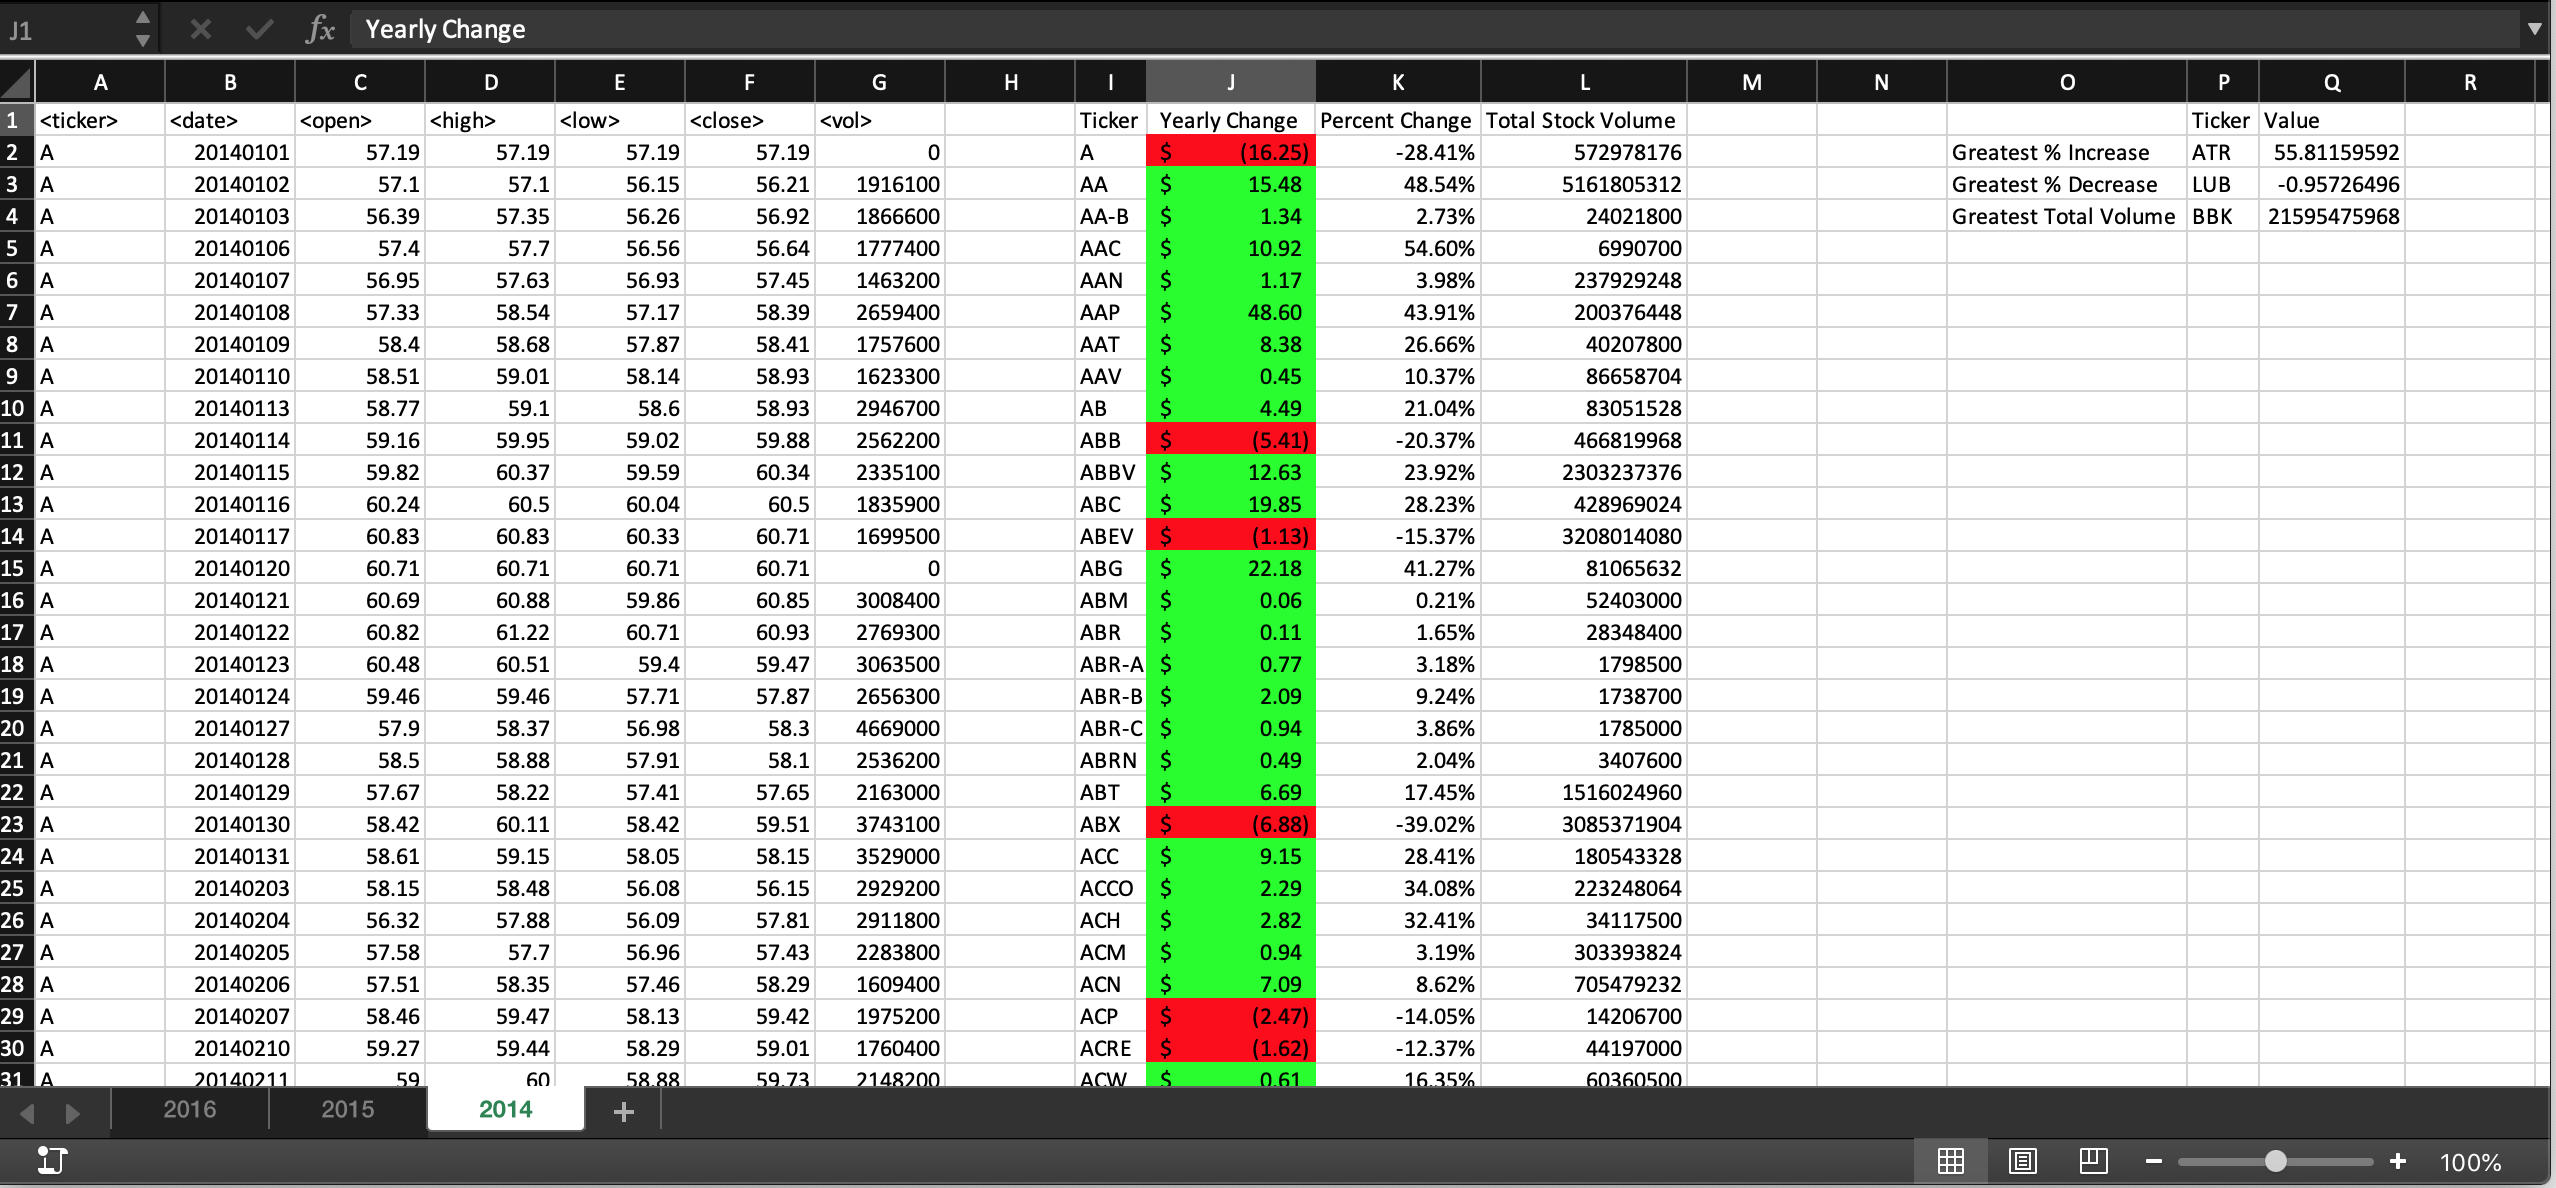 J1 fx Yearly Change
A B C D E F G H I J K L M N O P Q R
1 <ticker> <date> <open> <high> <low> <close> <vol> Ticker Yearly Change Percent Change Total Stock Volume Ticker Value
2 A 20140101 57.19 57.19 57.19 57.19 0 A $ (16.25) -28.41% 572978176 Greatest % Increase ATR 55.81159592
3 A 20140102 57.1 57.1 56.15 56.21 1916100 AA $ 15.48 48.54% 5161805312 Greatest % Decrease LUB -0.95726496
4 A 20140103 56.39 57.35 56.26 56.92 1866600 AA-B $ 1.34 2.73% 24021800 Greatest Total Volume BBK 21595475968
5 A 20140106 57.4 57.7 56.56 56.64 1777400 AAC $ 10.92 54.60% 6990700
6 A 20140107 56.95 57.63 56.93 57.45 1463200 AAN $ 1.17 3.98% 237929248
7 A 20140108 57.33 58.54 57.17 58.39 2659400 AAP $ 48.60 43.91% 200376448
8 A 20140109 58.4 58.68 57.87 58.41 1757600 AAT $ 8.38 26.66% 40207800
9 A 20140110 58.51 59.01 58.14 58.93 1623300 AAV $ 0.45 10.37% 86658704
10 A 20140113 58.77 59.1 58.6 58.93 2946700 AB $ 4.49 21.04% 83051528
11 A 20140114 59.16 59.95 59.02 59.88 2562200 ABB $ (5.41) -20.37% 466819968
12 A 20140115 59.82 60.37 59.59 60.34 2335100 ABBV $ 12.63 23.92% 2303237376
13 A 20140116 60.24 60.5 60.04 60.5 1835900 ABC $ 19.85 28.23% 428969024
14 A 20140117 60.83 60.83 60.33 60.71 1699500 ABEV $ (1.13) -15.37% 3208014080
15 A 20140120 60.71 60.71 60.71 60.71 0 ABG $ 22.18 41.27% 81065632
16 A 20140121 60.69 60.88 59.86 60.85 3008400 ABM $ 0.06 0.21% 52403000
17 A 20140122 60.82 61.22 60.71 60.93 2769300 ABR $ 0.11 1.65% 28348400
18 A 20140123 60.48 60.51 59.4 59.47 3063500 ABR-A $ 0.77 3.18% 1798500
19 A 20140124 59.46 59.46 57.71 57.87 2656300 ABR-B $ 2.09 9.24% 1738700
20 A 20140127 57.9 58.37 56.98 58.3 4669000 ABR-C $ 0.94 3.86% 1785000
21 A 20140128 58.5 58.88 57.91 58.1 2536200 ABRN $ 0.49 2.04% 3407600
22 A 20140129 57.67 58.22 57.41 57.65 2163000 ABT $ 6.69 17.45% 1516024960
23 A 20140130 58.42 60.11 58.42 59.51 3743100 ABX $ (6.88) -39.02% 3085371904
24 A 20140131 58.61 59.15 58.05 58.15 3529000 ACC $ 9.15 28.41% 180543328
25 A 20140203 58.15 58.48 56.08 56.15 2929200 ACCO $ 2.29 34.08% 223248064
26 A 20140204 56.32 57.88 56.09 57.81 2911800 ACH $ 2.82 32.41% 34117500
27 A 20140205 57.58 57.7 56.96 57.43 2283800 ACM $ 0.94 3.19% 303393824
28 A 20140206 57.51 58.35 57.46 58.29 1609400 ACN $ 7.09 8.62% 705479232
29 A 20140207 58.46 59.47 58.13 59.42 1975200 ACP $ (2.47) -14.05% 14206700
30 A 20140210 59.27 59.44 58.29 59.01 1760400 ACRE $ (1.62) -12.37% 44197000
31 A 20140211 59 60 58.88 59.73 2148200 ACW $ 0.61 16.35% 60360500
2016 2015 2014 +
100%